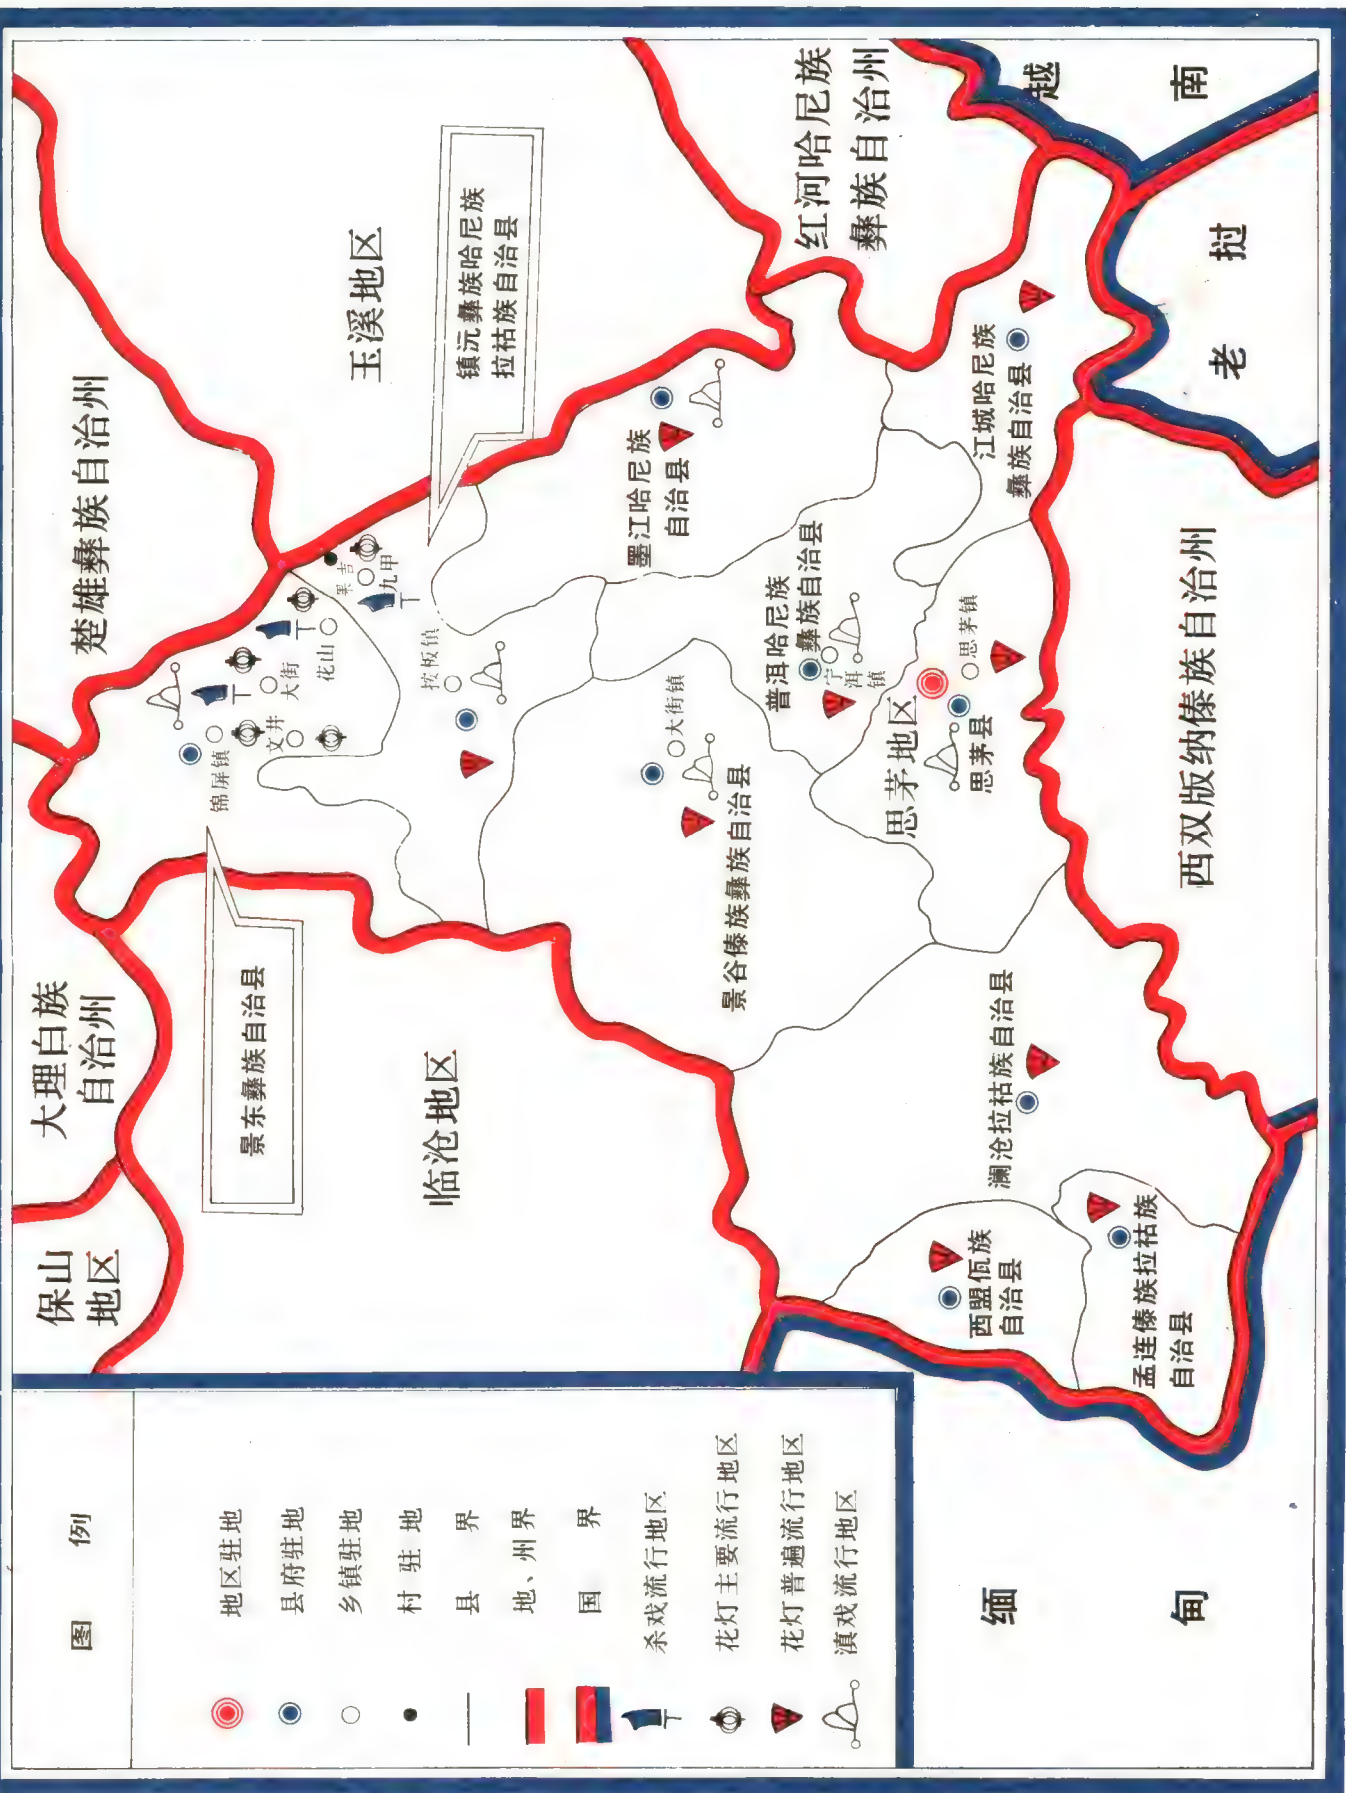 保山
地区
大理白族
自治州
楚雄彝族自治州
玉溪地区
红河哈尼族
彝族自治州
越
南
老
挝
临沧地区
西双版纳傣族自治州
缅
甸
景东彝族自治县
镇沅彝族哈尼族
拉祜族自治县
锦屏镇
文井
大街
花山
果吉
九甲
按板镇
墨江哈尼族
自治县
景谷傣族彝族自治县
大街镇
普洱哈尼族
彝族自治县
宁洱镇
思茅地区
思茅县
思茅镇
江城哈尼族
彝族自治县
澜沧拉祜族自治县
西盟佤族
自治县
孟连傣族拉祜族
自治县
图 例
地区驻地
县府驻地
乡镇驻地
村驻地
县界
地、州界
国界
杀戏流行地区
花灯主要流行地区
花灯普遍流行地区
滇戏流行地区